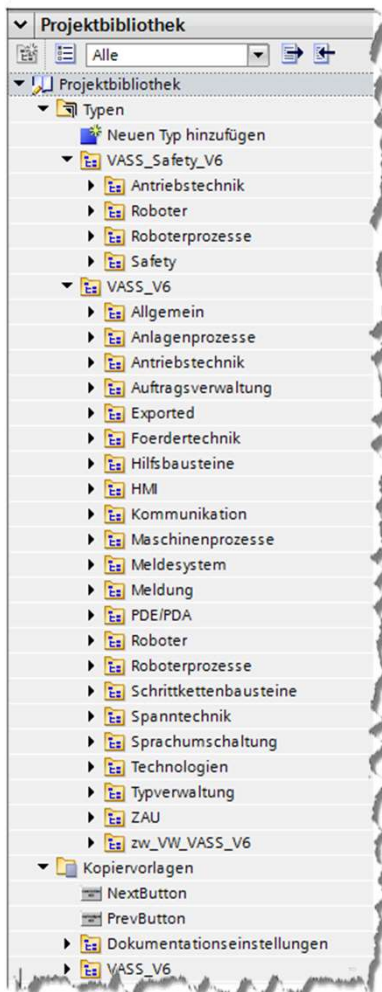 Projektbibliothek
Alle
Projektbibliothek
Typen
Neuen Typ hinzufügen
VASS_Safety_V6
Antriebstechnik
Roboter
Roboterprozesse
Safety
VASS_V6
Allgemein
Anlagenprozesse
Antriebstechnik
Auftragsverwaltung
Exported
Foerdertechnik
Hilfsbausteine
HMI
Kommunikation
Maschinenprozesse
Meldesystem
Meldung
PDE/PDA
Roboter
Roboterprozesse
Schrittkettenbausteine
Spanntechnik
Sprachumschaltung
Technologien
Typverwaltung
ZAU
zw_VW_VASS_V6
Kopiervorlagen
NextButton
PrevButton
Dokumentationseinstellungen
VASS_V6